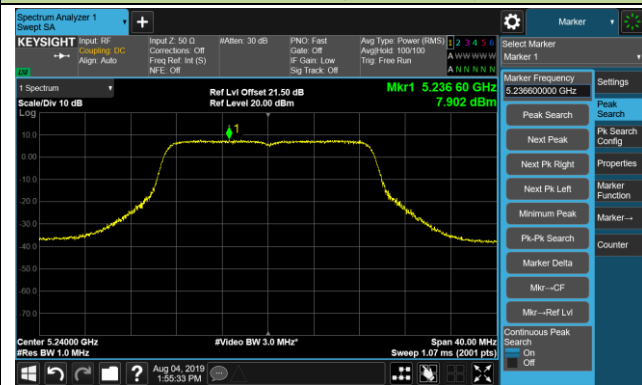 Spectrum Analyzer 1
Swept SA
Marker
KEYSIGHT
Input: RF
Coupling: DC
Align: Auto
Input Z: 50 Ω
Corrections: Off
Freq Ref: Int (S)
NFE: Off
#Atten: 30 dB
PNO: Fast
Gate: Off
IF Gain: Low
Sig Track: Off
Avg Type: Power (RMS)
Avg|Hold: 100/100
Trig: Free Run
1 2 3 4 5 6
A W W W W W
A N N N N N
LXI
Select Marker
Marker 1
1 Spectrum
Scale/Div 10 dB
Ref Lvl Offset 21.50 dB
Ref Level 20.00 dBm
Mkr1 5.236 60 GHz
7.902 dBm
Log
10.0
0.00
-10.0
-20.0
-30.0
-40.0
-50.0
-60.0
-70.0
1
Center 5.24000 GHz
#Res BW 1.0 MHz
#Video BW 3.0 MHz*
Span 40.00 MHz
Sweep 1.07 ms (2001 pts)
Marker Frequency
5.236600000 GHz
Peak Search
Next Peak
Next Pk Right
Next Pk Left
Minimum Peak
Pk-Pk Search
Marker Delta
Mkr→CF
Mkr→Ref Lvl
Continuous Peak
Search
On
Off
Settings
Peak
Search
Pk Search
Config
Properties
Marker
Function
Marker→
Counter
Aug 04, 2019
1:55:33 PM